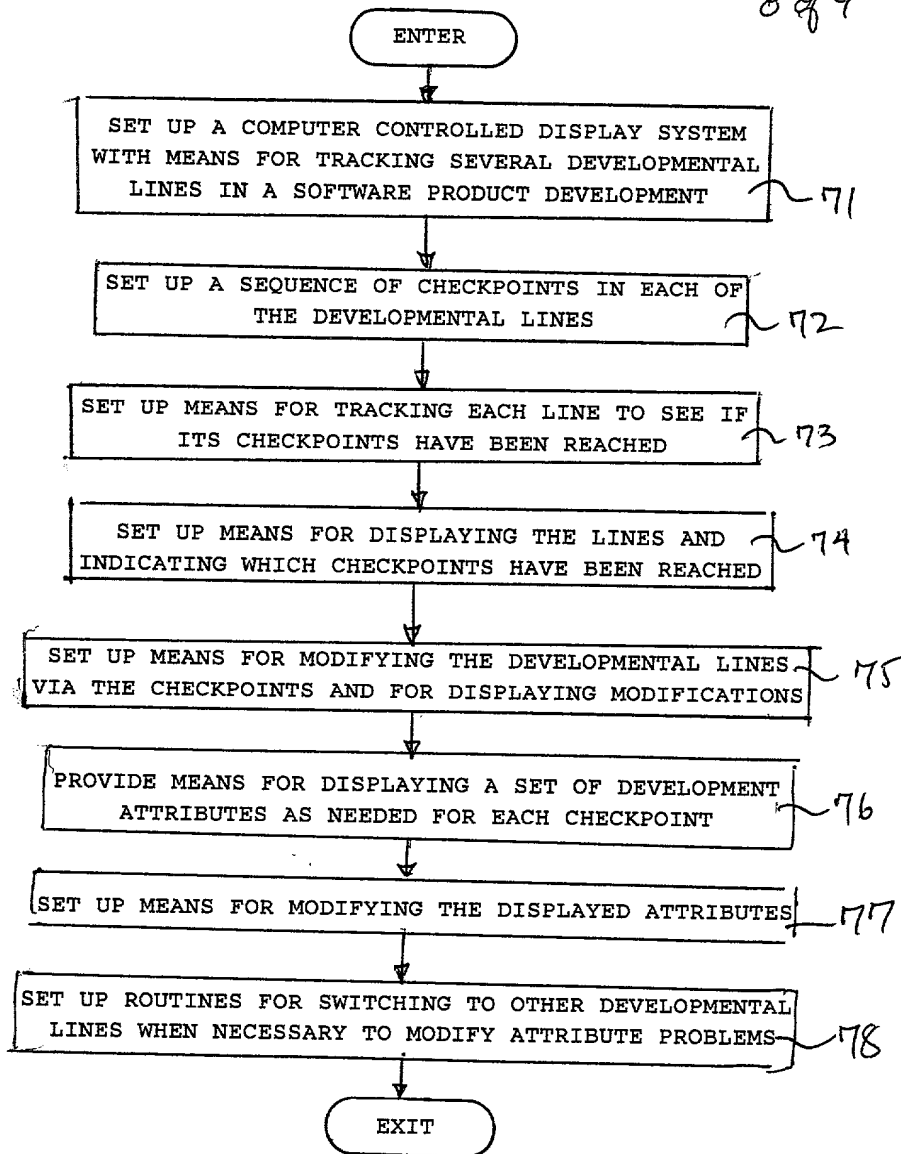 8 of 9
ENTER
SET UP A COMPUTER CONTROLLED DISPLAY SYSTEM
WITH MEANS FOR TRACKING SEVERAL DEVELOPMENTAL
LINES IN A SOFTWARE PRODUCT DEVELOPMENT
71
SET UP A SEQUENCE OF CHECKPOINTS IN EACH OF
THE DEVELOPMENTAL LINES
72
SET UP MEANS FOR TRACKING EACH LINE TO SEE IF
ITS CHECKPOINTS HAVE BEEN REACHED
73
SET UP MEANS FOR DISPLAYING THE LINES AND
INDICATING WHICH CHECKPOINTS HAVE BEEN REACHED
74
SET UP MEANS FOR MODIFYING THE DEVELOPMENTAL LINES
VIA THE CHECKPOINTS AND FOR DISPLAYING MODIFICATIONS
75
PROVIDE MEANS FOR DISPLAYING A SET OF DEVELOPMENT
ATTRIBUTES AS NEEDED FOR EACH CHECKPOINT
76
SET UP MEANS FOR MODIFYING THE DISPLAYED ATTRIBUTES
77
SET UP ROUTINES FOR SWITCHING TO OTHER DEVELOPMENTAL
LINES WHEN NECESSARY TO MODIFY ATTRIBUTE PROBLEMS
78
EXIT